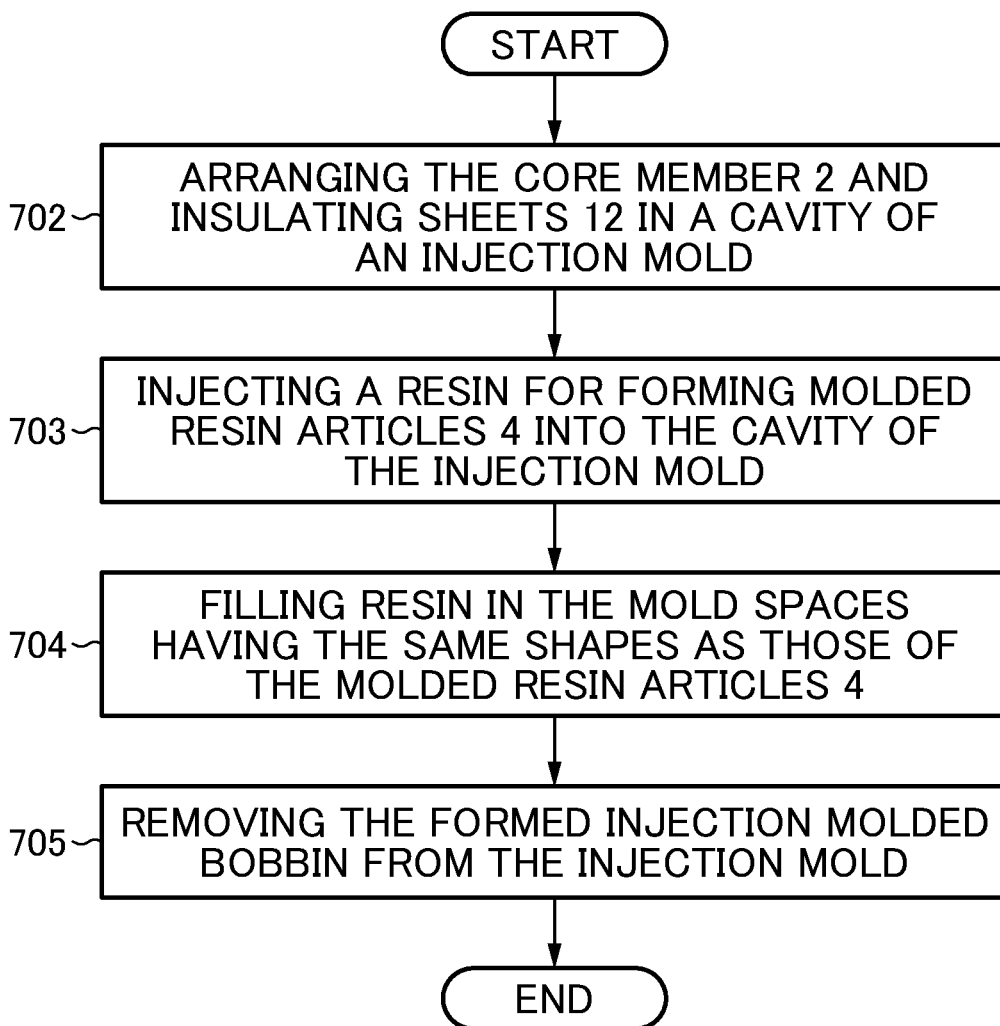 START
702
ARRANGING THE CORE MEMBER 2 AND
INSULATING SHEETS 12 IN A CAVITY OF
AN INJECTION MOLD
703
INJECTING A RESIN FOR FORMING MOLDED
RESIN ARTICLES 4 INTO THE CAVITY OF
THE INJECTION MOLD
704
FILLING RESIN IN THE MOLD SPACES
HAVING THE SAME SHAPES AS THOSE OF
THE MOLDED RESIN ARTICLES 4
705
REMOVING THE FORMED INJECTION MOLDED
BOBBIN FROM THE INJECTION MOLD
END